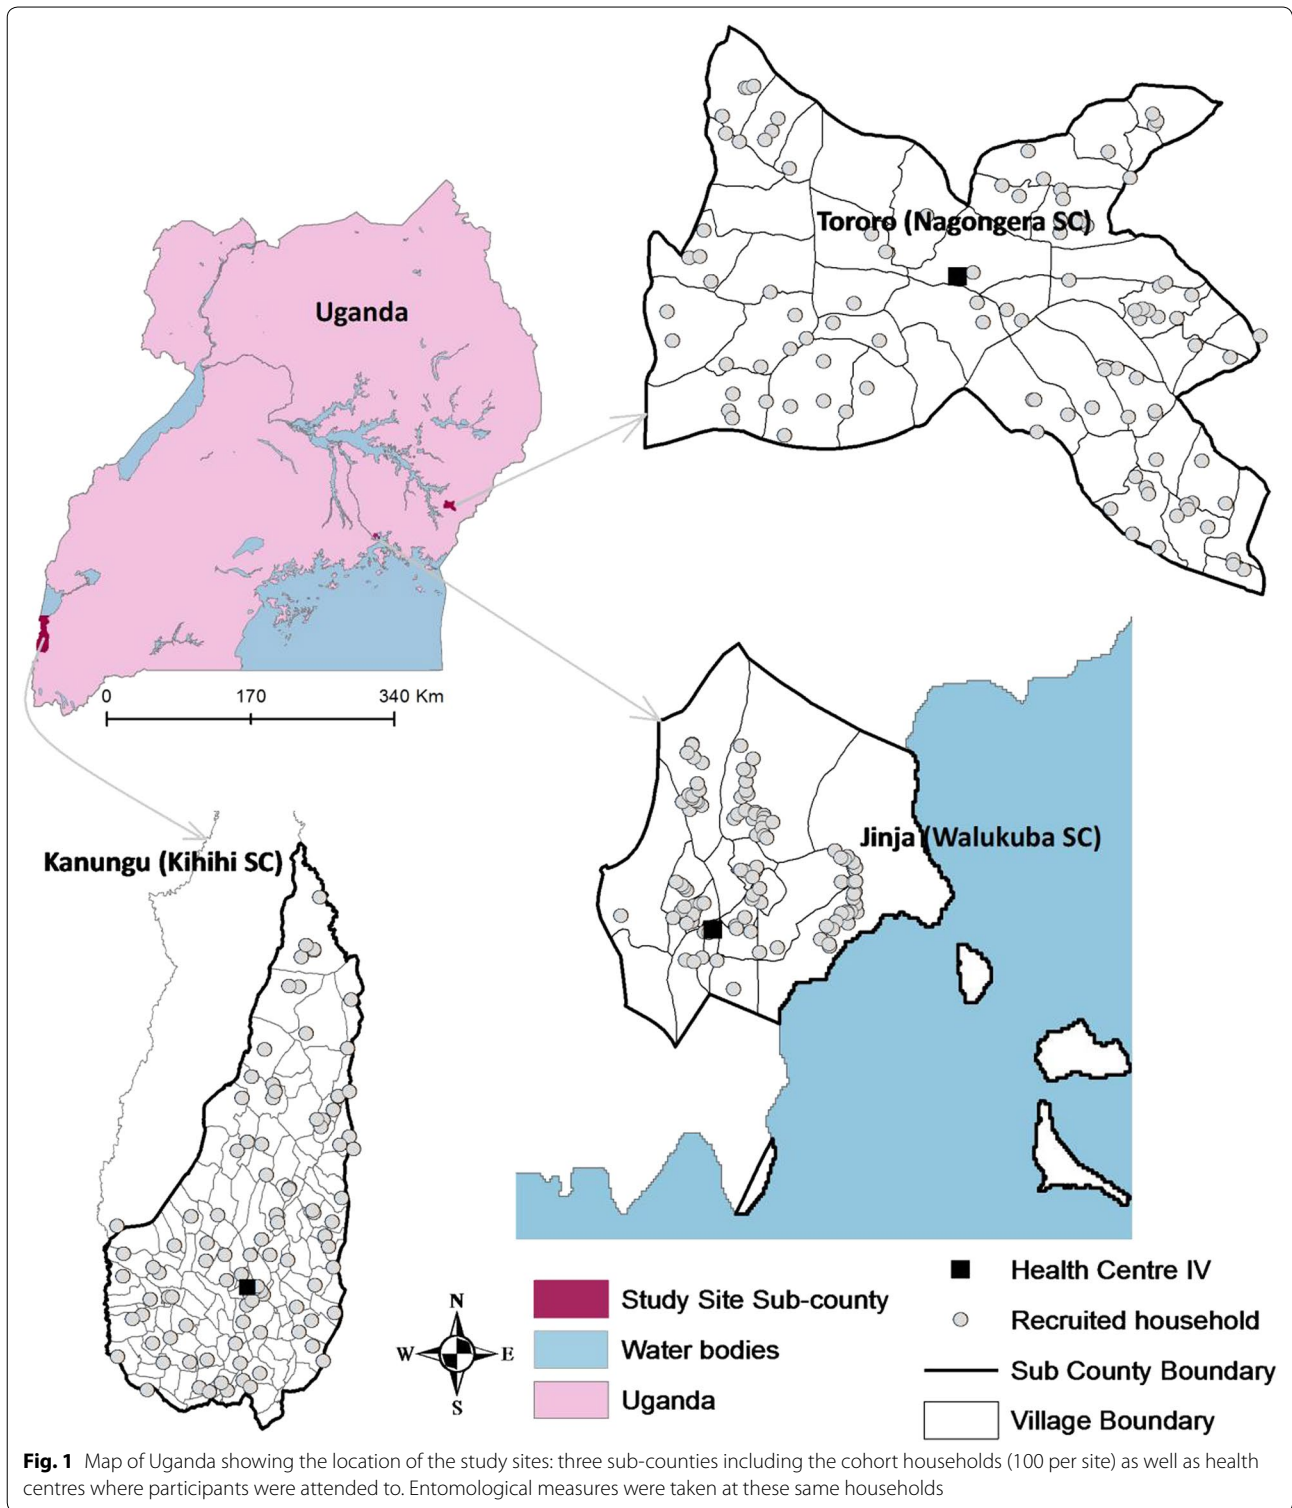 Tororo (Nagongera SC)
Uganda
0 170 340 Km
Jinja (Walukuba SC)
Kanungu (Kihihi SC)
N
W E
S
Study Site Sub-county
Water bodies
Uganda
Health Centre IV
Recruited household
Sub County Boundary
Village Boundary
Fig. 1 Map of Uganda showing the location of the study sites: three sub-counties including the cohort households (100 per site) as well as health
centres where participants were attended to. Entomological measures were taken at these same households